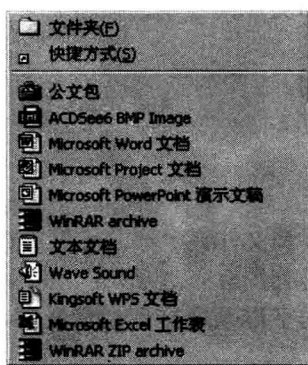 文件夹(F)
快捷方式(S)
公文包
ACDSee6 BMP Image
Microsoft Word 文档
Microsoft Project 文档
Microsoft PowerPoint 演示文稿
WinRAR archive
文本文档
Wave Sound
Kingsoft WPS 文档
Microsoft Excel 工作表
WinRAR ZIP archive